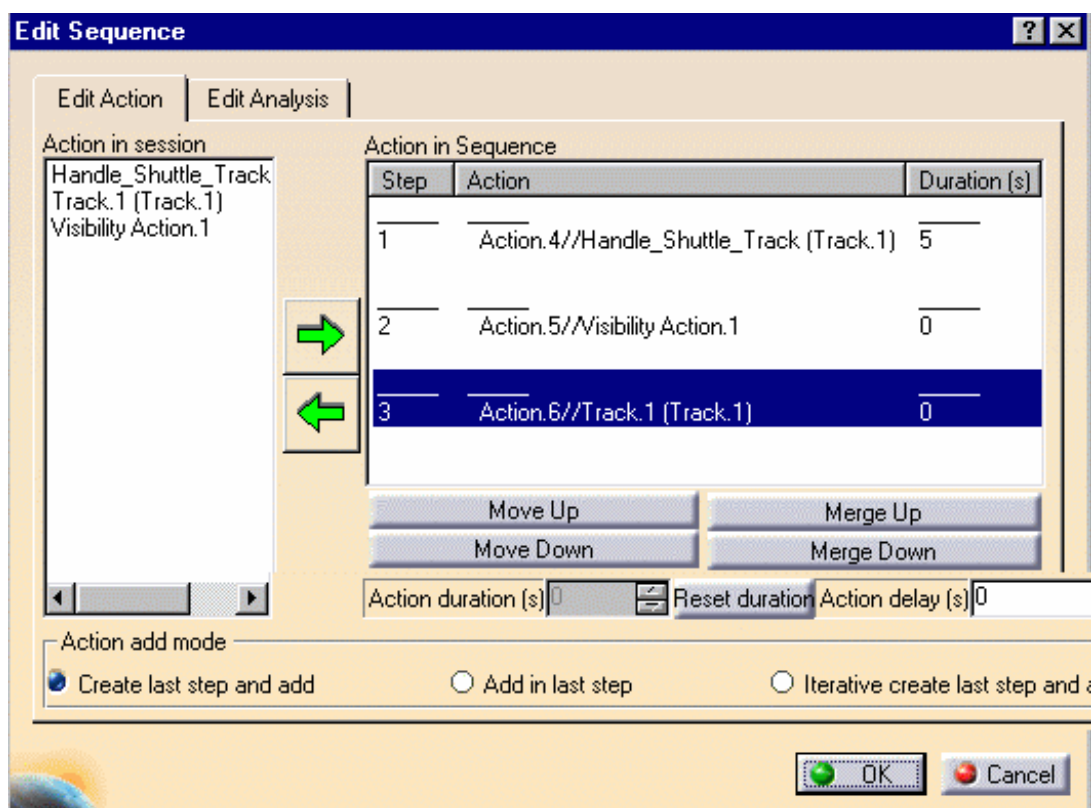 Edit Sequence
Edit Action
Edit Analysis
Action in session
Handle_Shuttle_Track
Track.1 (Track.1)
Visibility Action.1
Action in Sequence
Step Action Duration (s)
1 Action.4//Handle_Shuttle_Track (Track.1) 5
2 Action.5//Visibility Action.1 0
3 Action.6//Track.1 (Track.1) 0
Move Up
Merge Up
Move Down
Merge Down
Action duration (s) 0 Reset duration Action delay (s) 0
Action add mode
Create last step and add
Add in last step
Iterative create last step and
OK
Cancel